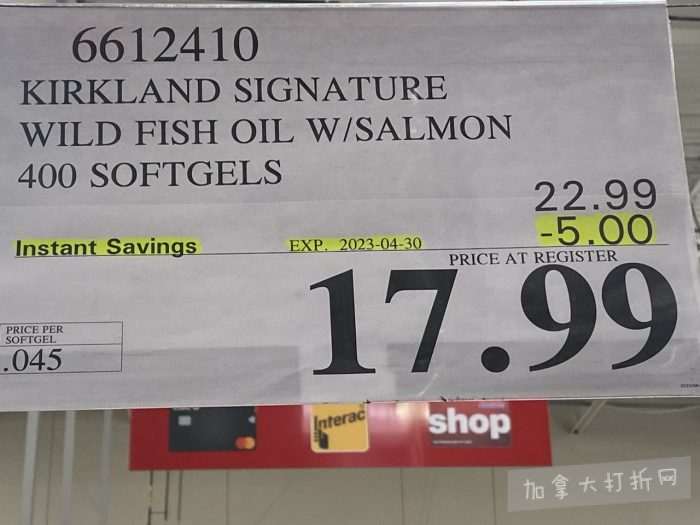 6612410
KIRKLAND SIGNATURE
WILD FISH OIL W/SALMON
400 SOFTGELS
22.99
Instant Savings EXP. 2023-04-30 -5.00
PRICE AT REGISTER
17.99
PRICE PER
SOFTGEL
.045
Interac
shop
加拿大打折网